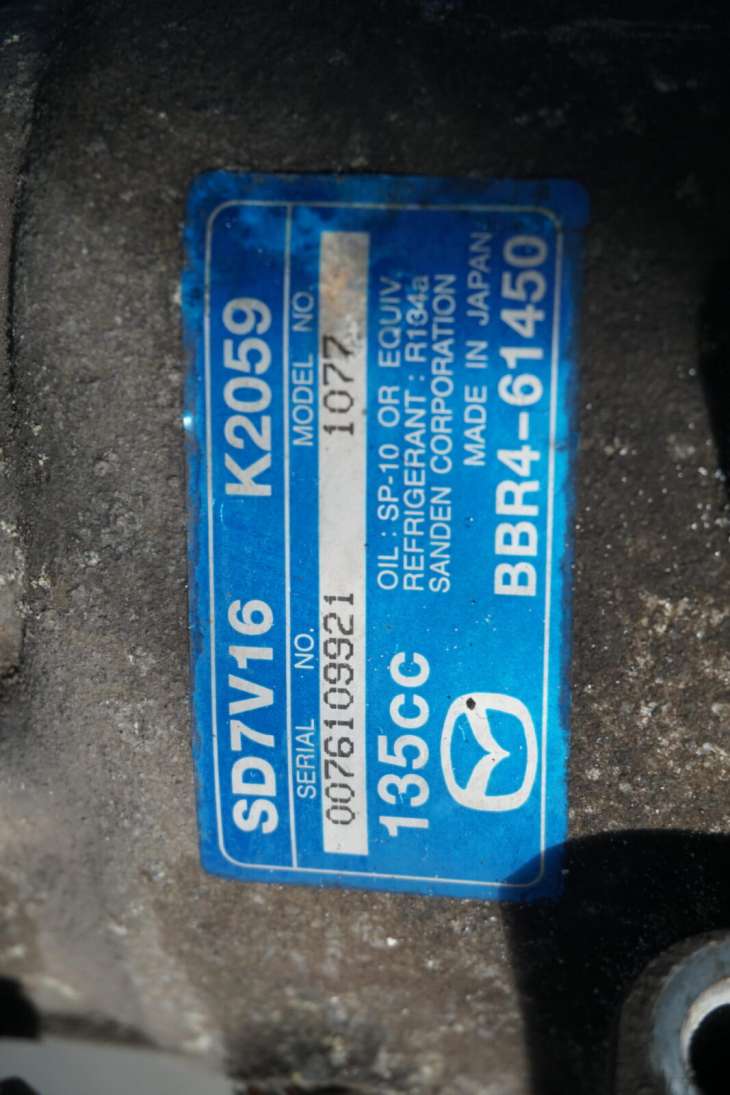 SD7V16 K2059
SERIAL NO. MODEL NO.
0076109921 1077
135cc
OIL : SP-10 OR EQUIV.
REFRIGERANT : R134a
SANDEN CORPORATION
MADE IN JAPAN
BBR4-61450